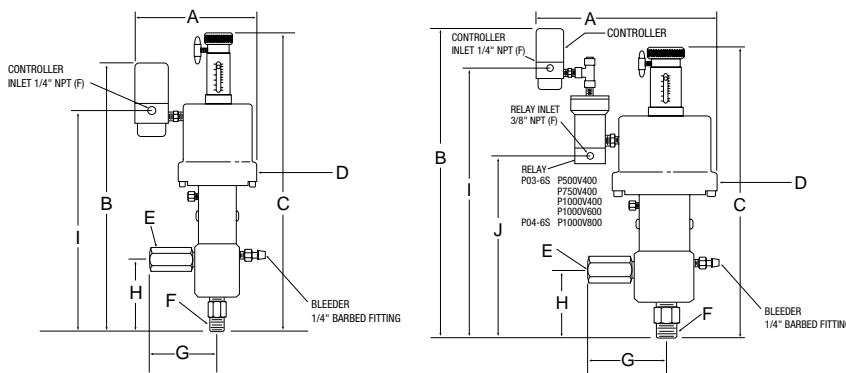 A
CONTROLLER
INLET 1/4" NPT (F)
D
B
C
I
E
H
F
BLEEDER
1/4" BARBED FITTING
G
A
CONTROLLER
CONTROLLER
INLET 1/4" NPT (F)
RELAY INLET
3/8" NPT (F)
B
I
RELAY
P03-6S P500V400
P750V400
P1000V400
P1000V600
P04-6S P1000V800
D
J
C
E
H
F
BLEEDER
1/4" BARBED FITTING
G